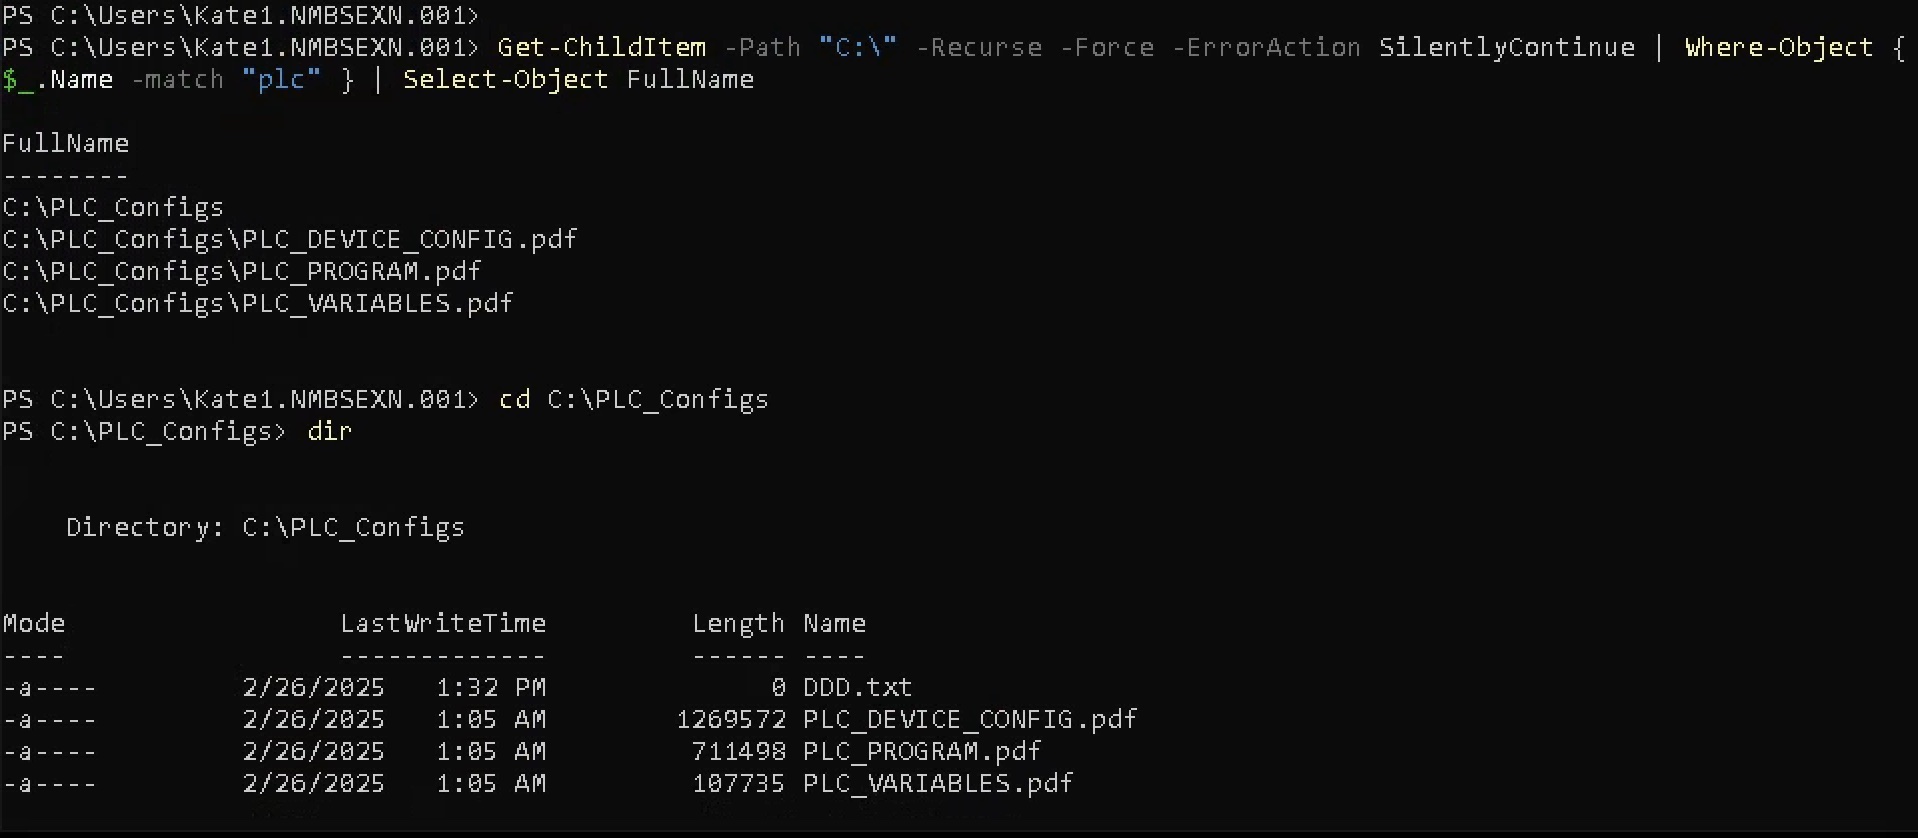 PS C:\Users\Kate1.NMBSEXN.001>
PS C:\Users\Kate1.NMBSEXN.001> Get-ChildItem -Path "C:\" -Recurse -Force -ErrorAction SilentlyContinue | Where-Object {
$_.Name -match "plc" } | Select-Object FullName
FullName
--------
C:\PLC_Configs
C:\PLC_Configs\PLC_DEVICE_CONFIG.pdf
C:\PLC_Configs\PLC_PROGRAM.pdf
C:\PLC_Configs\PLC_VARIABLES.pdf
PS C:\Users\Kate1.NMBSEXN.001> cd C:\PLC_Configs
PS C:\PLC_Configs> dir
Directory: C:\PLC_Configs
Mode                 LastWriteTime         Length Name
----                 -------------         ------ ----
-a----         2/26/2025   1:32 PM              0 DDD.txt
-a----         2/26/2025   1:05 AM        1269572 PLC_DEVICE_CONFIG.pdf
-a----         2/26/2025   1:05 AM         711498 PLC_PROGRAM.pdf
-a----         2/26/2025   1:05 AM         107735 PLC_VARIABLES.pdf